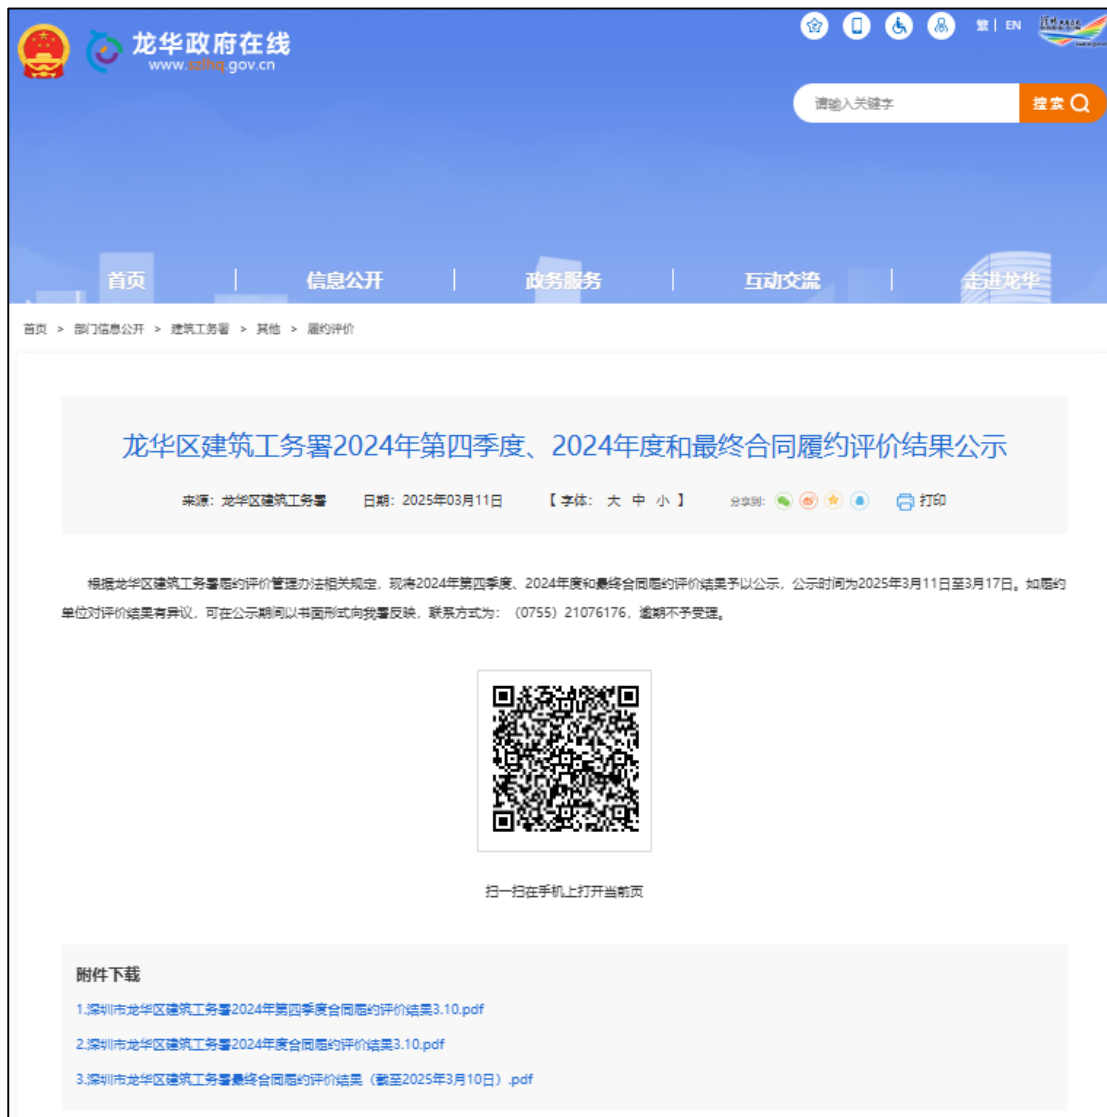 龙华政府在线
www.szlhq.gov.cn
繁 | EN
请输入关键字
搜索
首页
信息公开
政务服务
互动交流
走进龙华
首页 > 部门信息公开 > 建筑工务署 > 其他 > 履约评价
龙华区建筑工务署2024年第四季度、2024年度和最终合同履约评价结果公示
来源：龙华区建筑工务署 日期：2025年03月11日 【 字体： 大 中 小 】 分享到： 打印
根据龙华区建筑工务署履约评价管理办法相关规定，现将2024年第四季度、2024年度和最终合同履约评价结果予以公示，公示时间为2025年3月11日至3月17日。如履约
单位对评价结果有异议，可在公示期间以书面形式向我署反映，联系方式为：（0755）21076176，逾期不予受理。
扫一扫在手机上打开当前页
附件下载
1.深圳市龙华区建筑工务署2024年第四季度合同履约评价结果3.10.pdf
2.深圳市龙华区建筑工务署2024年度合同履约评价结果3.10.pdf
3.深圳市龙华区建筑工务署最终合同履约评价结果（截至2025年3月10日）.pdf